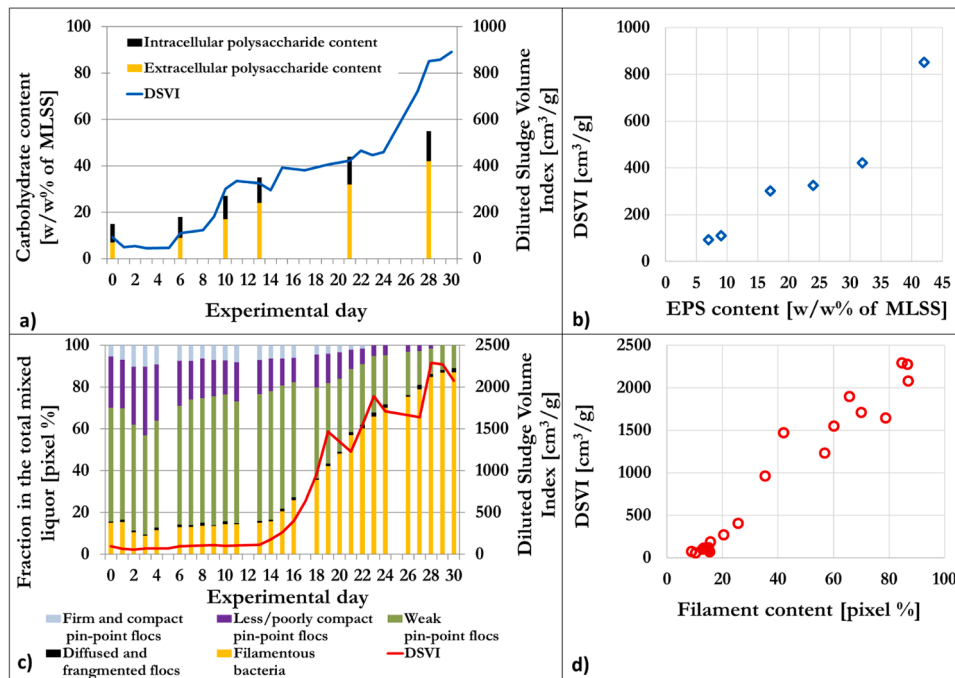 Carbohydrate content
[w/w% of MLSS]
100
80
60
40
20
0
Intracellular polysaccharide content
Extracellular polysaccharide content
DSVI
1000
800
600
400
200
0
Diluted Sludge Volume
Index [cm³/g]
0 2 4 6 8 10 12 14 16 18 20 22 24 26 28 30
Experimental day
a)
DSVI [cm³/g]
1000
800
600
400
200
0
0 5 10 15 20 25 30 35 40 45
EPS content [w/w% of MLSS]
b)
Fraction in the total mixed
liquor [pixel %]
100
80
60
40
20
0
2500
2000
1500
1000
500
0
Diluted Sludge Volume
Index [cm³/g]
0 2 4 6 8 10 12 14 16 18 20 22 24 26 28 30
Experimental day
Firm and compact
pin-point flocs
Less/poorly compact
pin-point flocs
Weak
pin-point flocs
Diffused and
frangmented flocs
Filamentous
bacteria
DSVI
c)
DSVI [cm³/g]
2500
2000
1500
1000
500
0
0 20 40 60 80 100
Filament content [pixel %]
d)